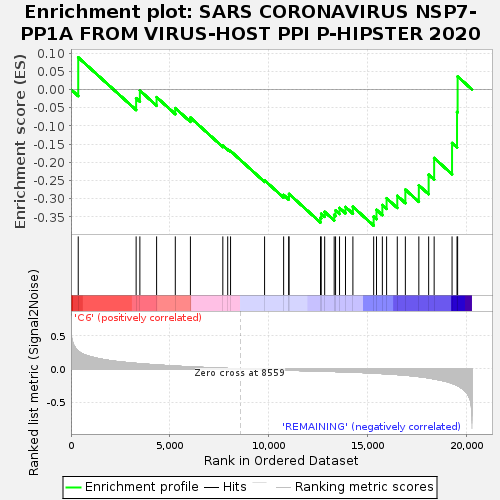 Enrichment plot: SARS CORONAVIRUS NSP7-
PP1A FROM VIRUS-HOST PPI P-HIPSTER 2020
Enrichment score (ES)
0.10
0.05
0.00
-0.05
-0.10
-0.15
-0.20
-0.25
-0.30
-0.35
'C6' (positively correlated)
Ranked list metric (Signal2Noise)
0.5
0.0
-0.5
Zero cross at 8559
'REMAINING' (negatively correlated)
0 5,000 10,000 15,000 20,000
Rank in Ordered Dataset
Enrichment profile Hits Ranking metric scores